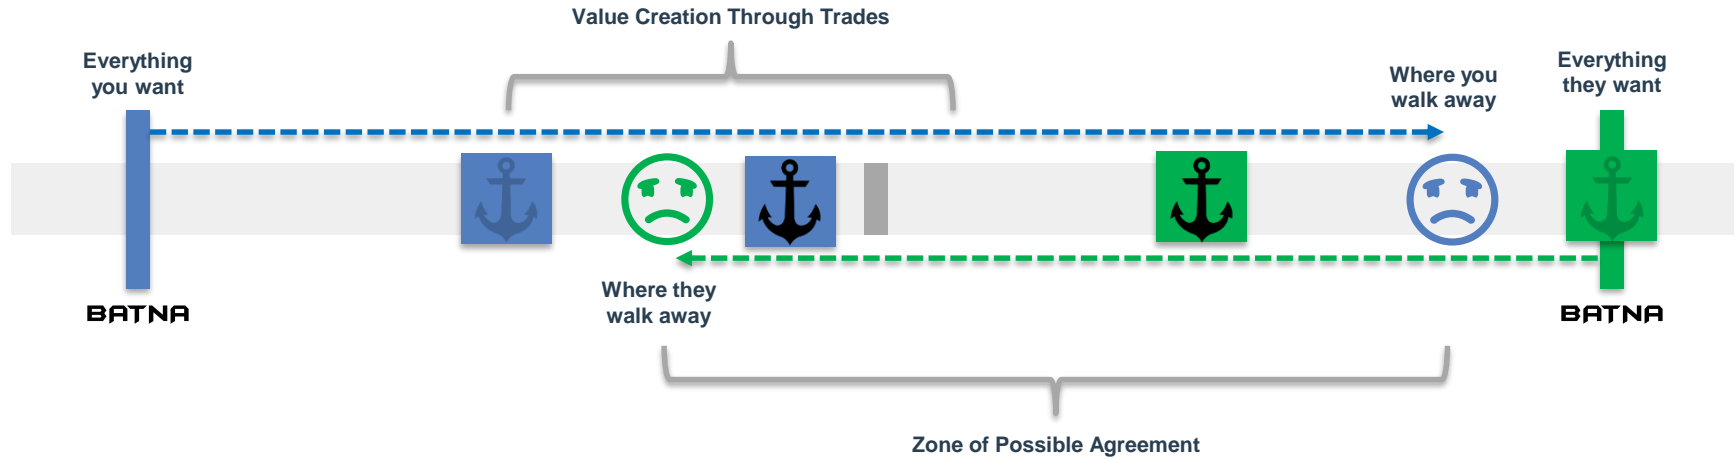 Value Creation Through Trades
Everything
you want
Where you
walk away
Everything
they want
Where they
walk away
BATNA
BATNA
Zone of Possible Agreement